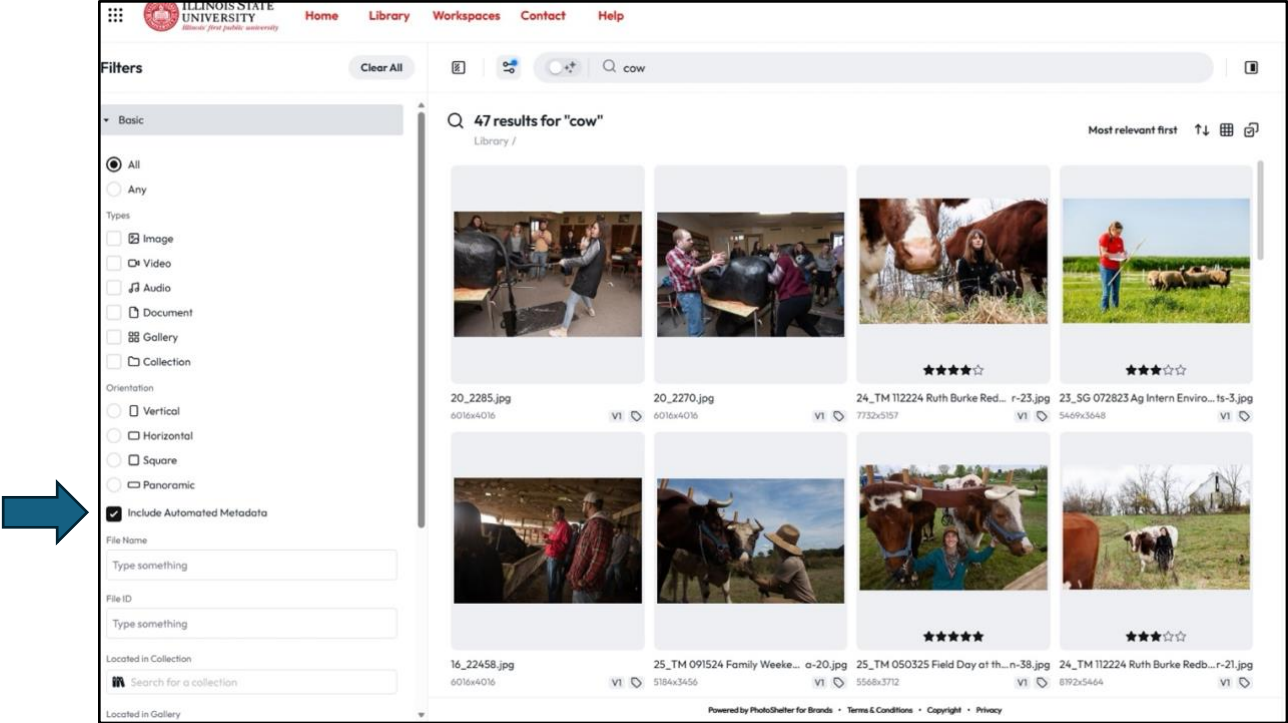 ILLINOIS STATE
UNIVERSITY
Illinois' first public university
Home
Library
Workspaces
Contact
Help
Filters
Clear All
cow
Basic
All
Any
Types
Image
Video
Audio
Document
Gallery
Collection
Orientation
Vertical
Horizontal
Square
Panoramic
Include Automated Metadata
File Name
Type something
File ID
Type something
Located in Collection
Search for a collection
Located in Gallery
47 results for "cow"
Library /
Most relevant first
20_2285.jpg
6016x4016
V1
20_2270.jpg
6016x4016
V1
24_TM 112224 Ruth Burke Red... r-23.jpg
7732x5157
V1
23_SG 072823 Ag Intern Enviro...ts-3.jpg
5469x3648
V1
16_22458.jpg
6016x4016
V1
25_TM 091524 Family Weeke... a-20.jpg
5184x3456
V1
25_TM 050325 Field Day at th...n-38.jpg
5568x3712
V1
24_TM 112224 Ruth Burke Redb...r-21.jpg
8192x5464
V1
Powered by PhotoShelter for Brands • Terms & Conditions • Copyright • Privacy